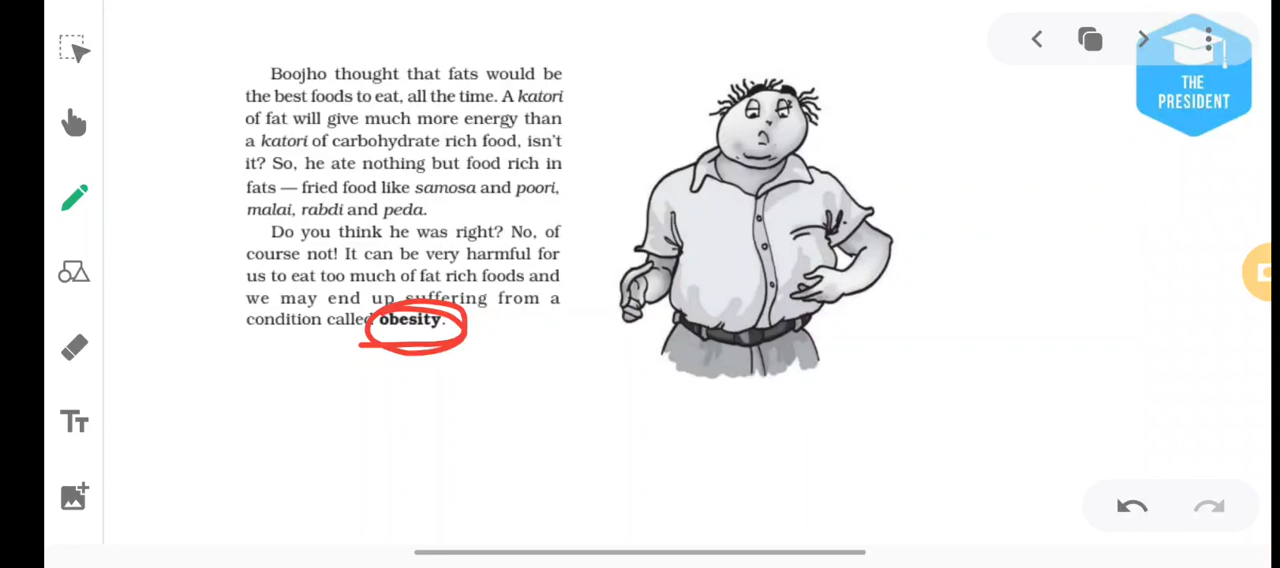 Boojho thought that fats would be
the best foods to eat, all the time. A katori
of fat will give much more energy than
a katori of carbohydrate rich food, isn't
it? So, he ate nothing but food rich in
fats — fried food like samosa and poori,
malai, rabdi and peda.
Do you think he was right? No, of
course not! It can be very harmful for
us to eat too much of fat rich foods and
we may end up suffering from a
condition called obesity.
THE
PRESIDENT
TT